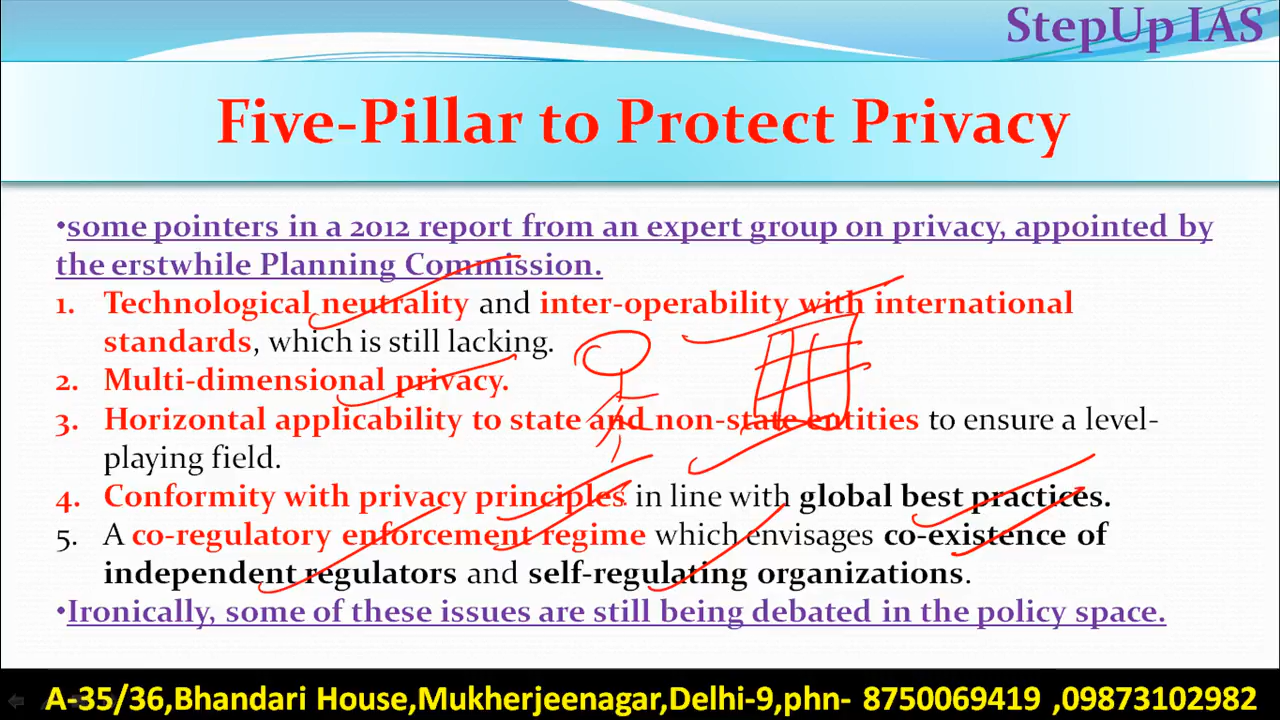 StepUp IAS
Five-Pillar to Protect Privacy
•some pointers in a 2012 report from an expert group on privacy, appointed by
the erstwhile Planning Commission.
1. Technological neutrality and inter-operability with international
standards, which is still lacking.
2. Multi-dimensional privacy.
3. Horizontal applicability to state and non-state entities to ensure a level-
playing field.
4. Conformity with privacy principles in line with global best practices.
5. A co-regulatory enforcement regime which envisages co-existence of
independent regulators and self-regulating organizations.
•Ironically, some of these issues are still being debated in the policy space.
A-35/36,Bhandari House,Mukherjeenagar,Delhi-9,phn- 8750069419 ,09873102982